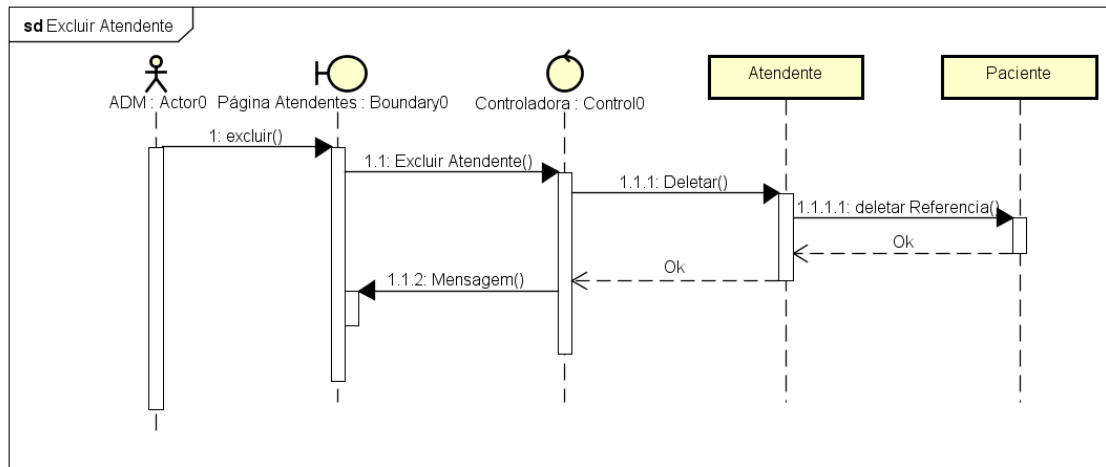 sd Excluir Atendente
ADM : Actor0
Página Atendentes : Boundary0
Controladora : Control0
Atendente
Paciente
1: excluir()
1.1: Excluir Atendente()
1.1.1: Deletar()
1.1.1.1: deletar Referencia()
Ok
Ok
1.1.2: Mensagem()